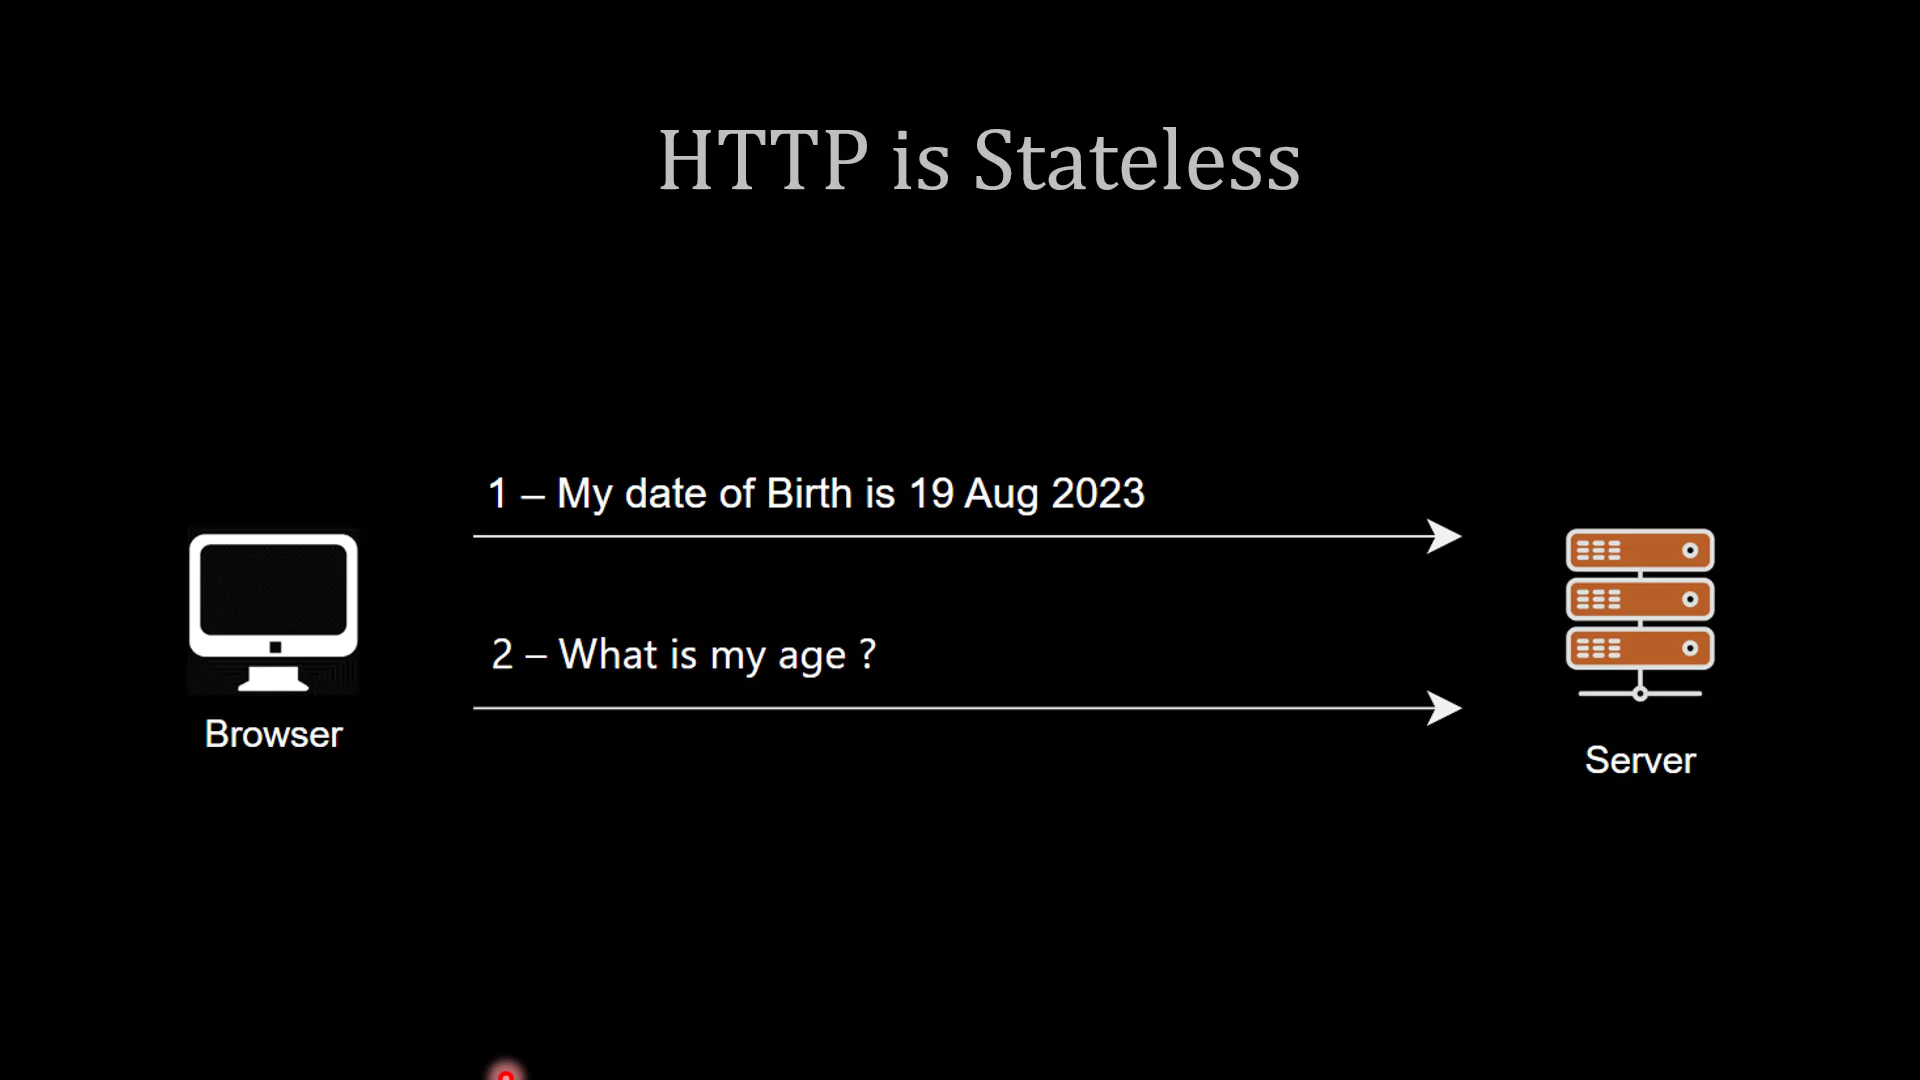 HTTP is Stateless
1 – My date of Birth is 19 Aug 2023
2 – What is my age ?
Browser
Server